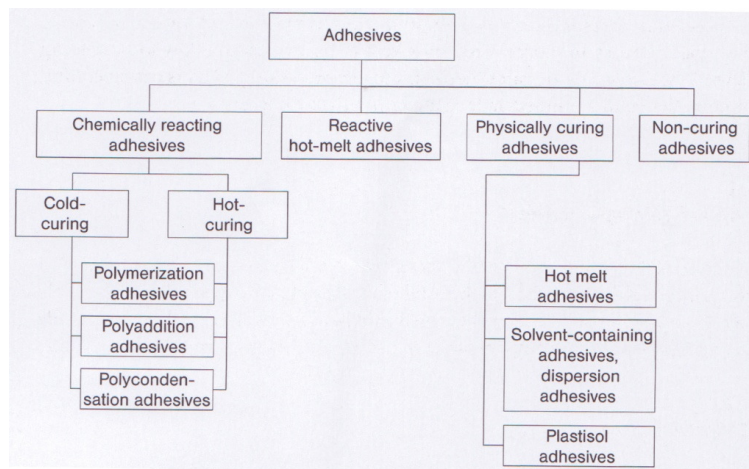 Adhesives
Chemically reacting
adhesives
Reactive
hot-melt adhesives
Physically curing
adhesives
Non-curing
adhesives
Cold-
curing
Hot-
curing
Polymerization
adhesives
Polyaddition
adhesives
Polyconden-
sation adhesives
Hot melt
adhesives
Solvent-containing
adhesives,
dispersion
adhesives
Plastisol
adhesives